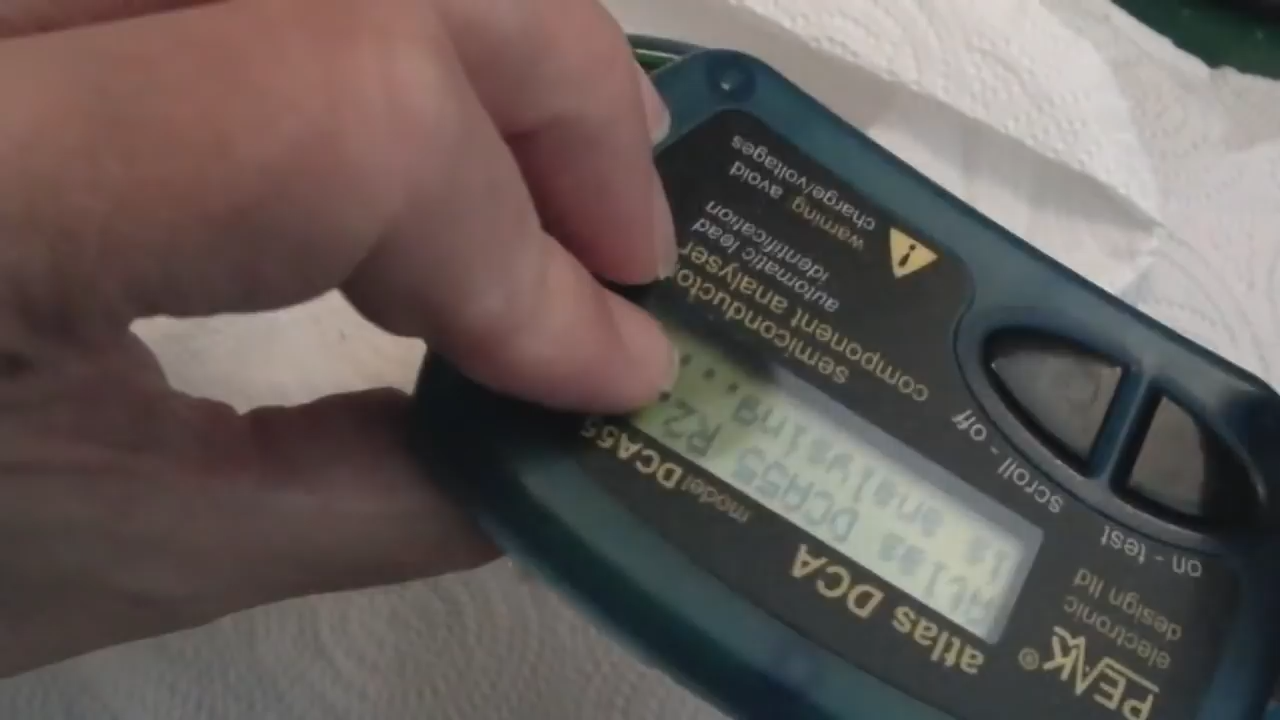 PEAK®
electronic
design ltd
atlas DCA
model DCA55
Atlas DCA55 R2.
is analysing....
on - test
scroll - off
semiconductor
component analyser
automatic lead
identification
warning avoid
charge/voltages